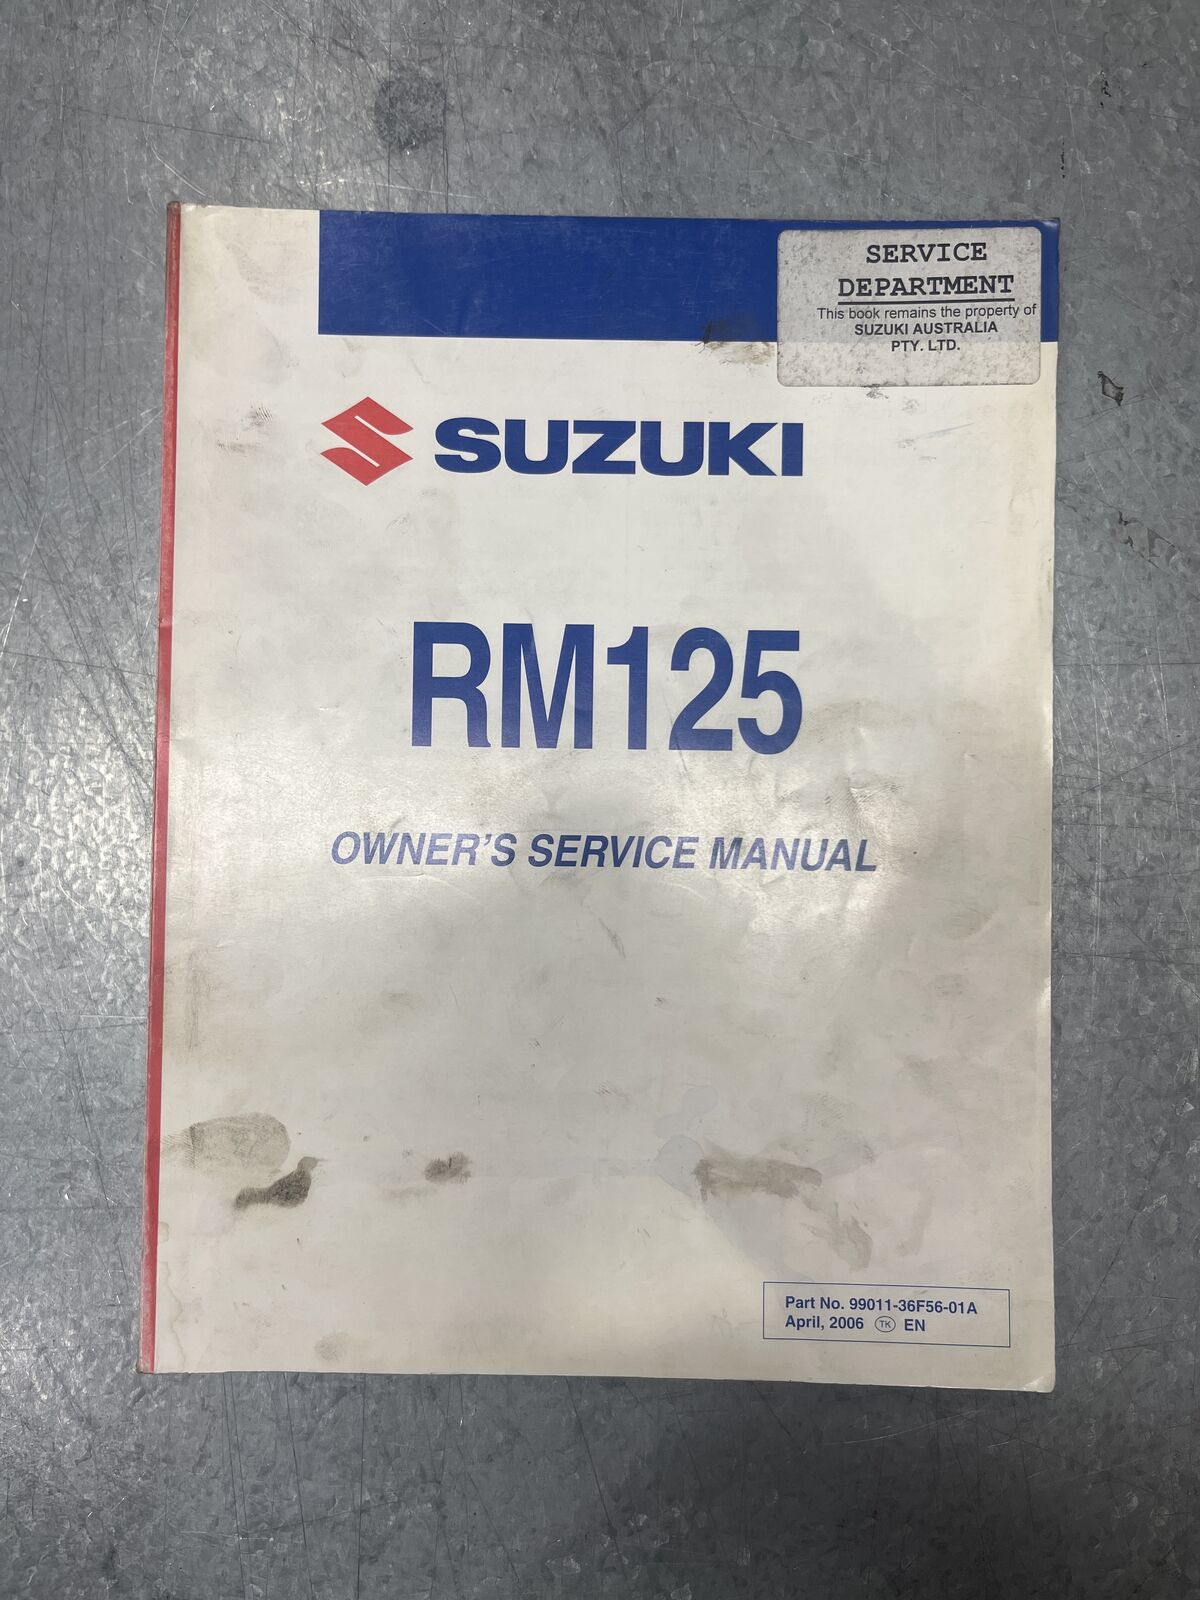 SERVICE
DEPARTMENT
This book remains the property of
SUZUKI AUSTRALIA
PTY. LTD.
SUZUKI
RM125
OWNER'S SERVICE MANUAL
Part No. 99011-36F56-01A
April, 2006 TK EN